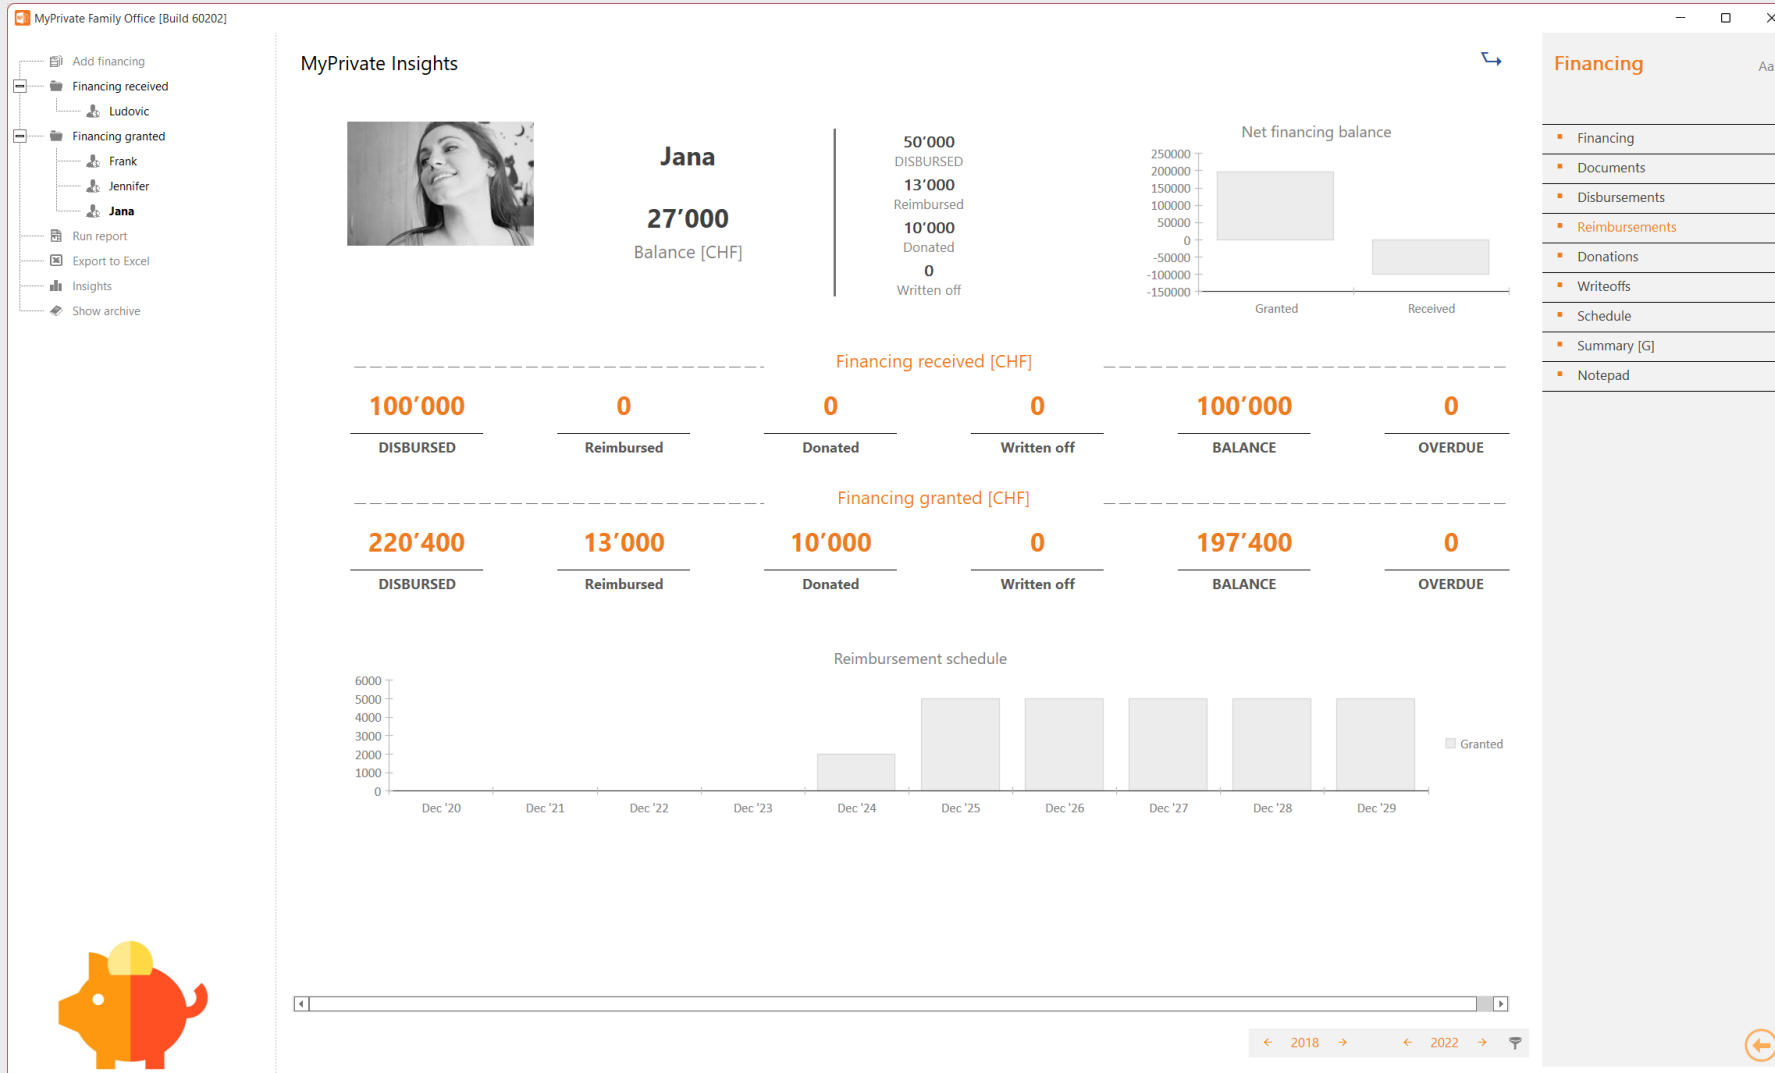 MyPrivate Family Office [Build 60202]
Add financing
Financing received
Ludovic
Financing granted
Frank
Jennifer
Jana
Run report
Export to Excel
Insights
Show archive
MyPrivate Insights
Jana
27’000
Balance [CHF]
50’000
DISBURSED
13’000
Reimbursed
10’000
Donated
0
Written off
Net financing balance
250000
200000
150000
100000
50000
0
-50000
-100000
-150000
Granted Received
Financing received [CHF]
100’000 0 0 0 100’000 0
DISBURSED Reimbursed Donated Written off BALANCE OVERDUE
Financing granted [CHF]
220’400 13’000 10’000 0 197’400 0
DISBURSED Reimbursed Donated Written off BALANCE OVERDUE
Reimbursement schedule
6000
5000
4000
3000
2000
1000
0
Dec '20 Dec '21 Dec '22 Dec '23 Dec '24 Dec '25 Dec '26 Dec '27 Dec '28 Dec '29
Granted
2018 2022
Financing Aa
Financing
Documents
Disbursements
Reimbursements
Donations
Writeoffs
Schedule
Summary [G]
Notepad